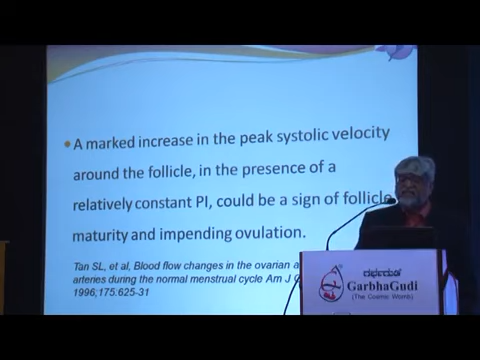 A marked increase in the peak systolic velocity
around the follicle, in the presence of a
relatively constant PI, could be a sign of follicle
maturity and impending ovulation.
Tan SL, et al, Blood flow changes in the ovarian a
arteries during the normal menstrual cycle Am J
1996;175:625-31
ಗರ್ಭಗುಡಿ
GarbhaGudi
(The Cosmic Womb)